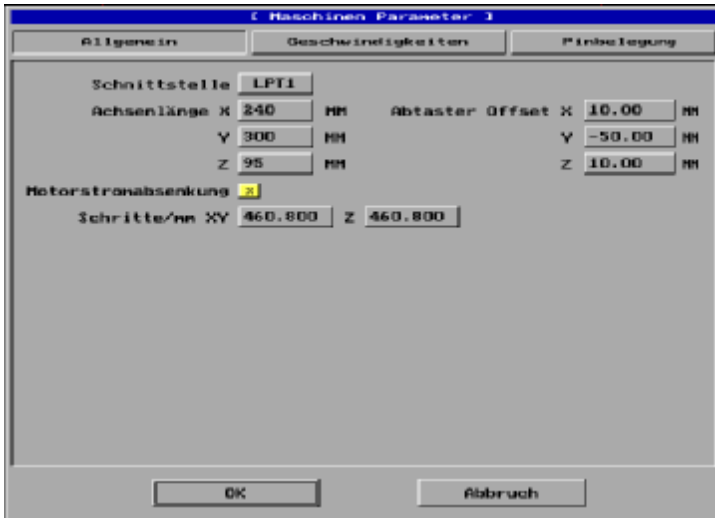 [ Maschinen Parameter ]
Allgemein Geschwindigkeiten Pinbelegung
Schnittstelle LPT1
Achsenlänge X 240 MM Abtaster Offset X 10.00 MM
Y 300 MM Y -50.00 MM
Z 95 MM Z 10.00 MM
Motorstromabsenkung x
Schritte/mm XY 460.800 Z 460.800
OK Abbruch